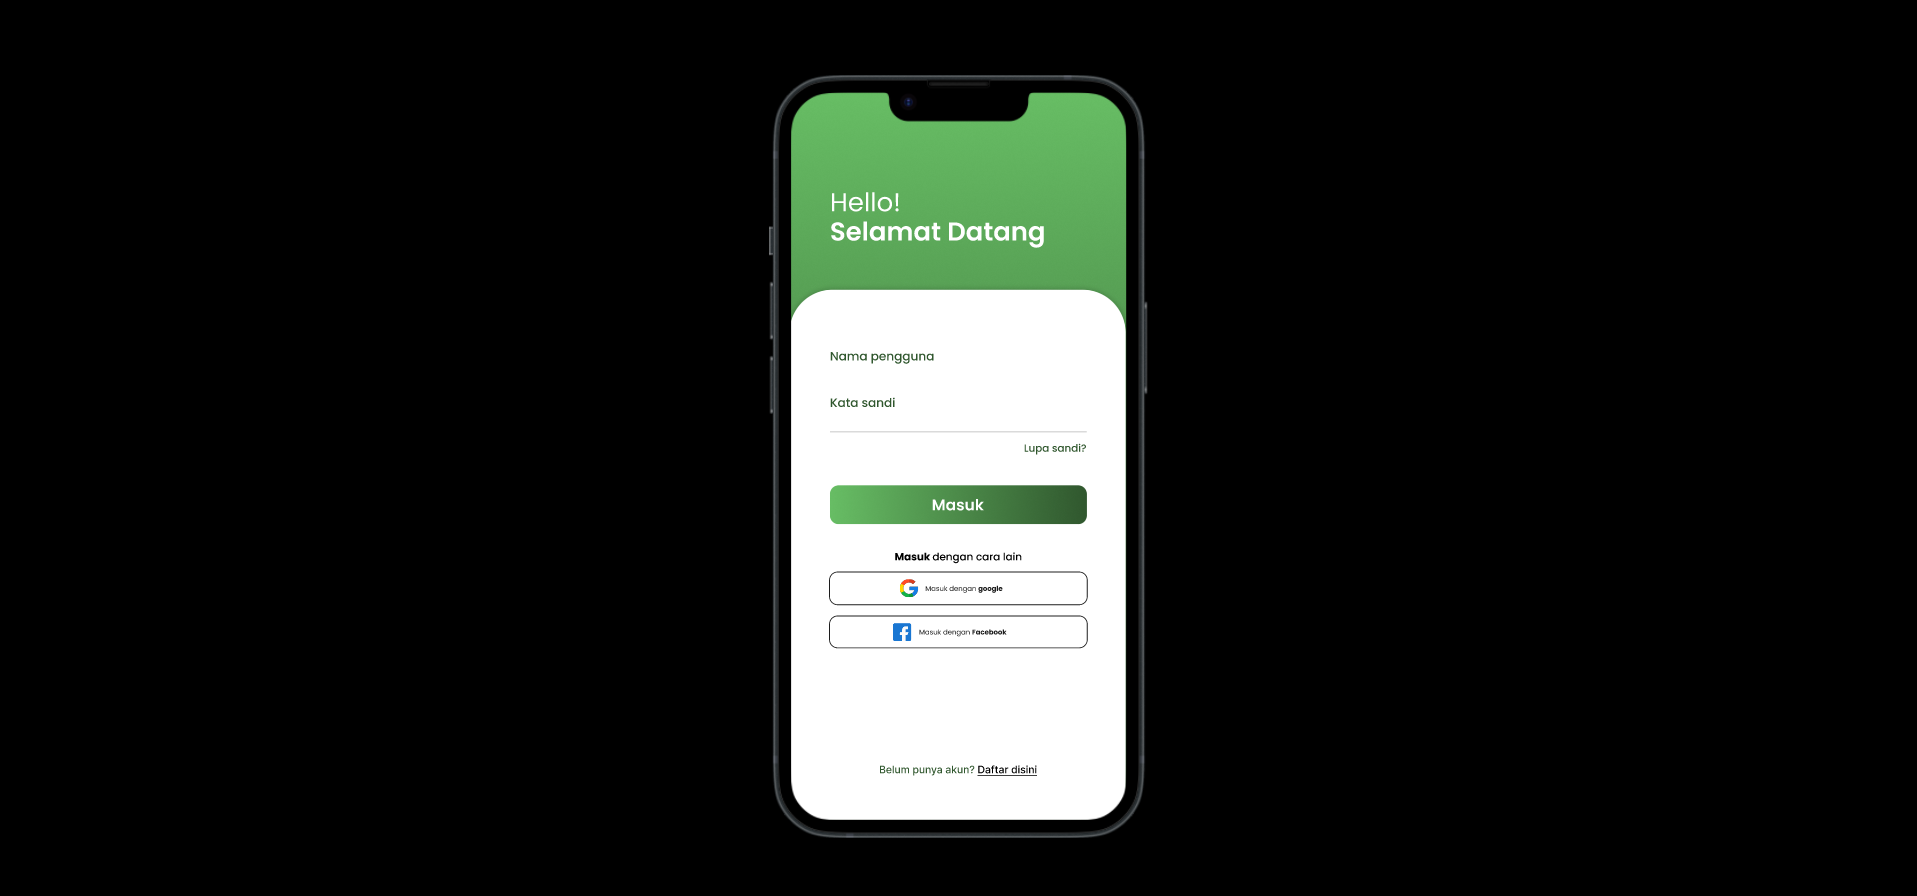 Hello!
Selamat Datang
Nama pengguna
Kata sandi
Lupa sandi?
Masuk
Masuk dengan cara lain
Masuk dengan google
Masuk dengan Facebook
Belum punya akun? Daftar disini